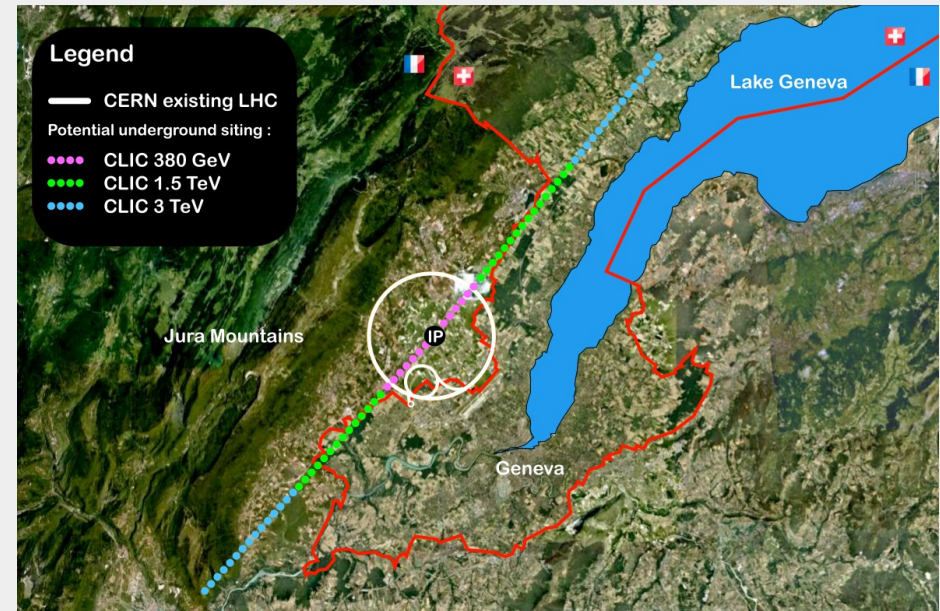 Legend
CERN existing LHC
Potential underground siting :
CLIC 380 GeV
CLIC 1.5 TeV
CLIC 3 TeV
Lake Geneva
Jura Mountains
IP
Geneva